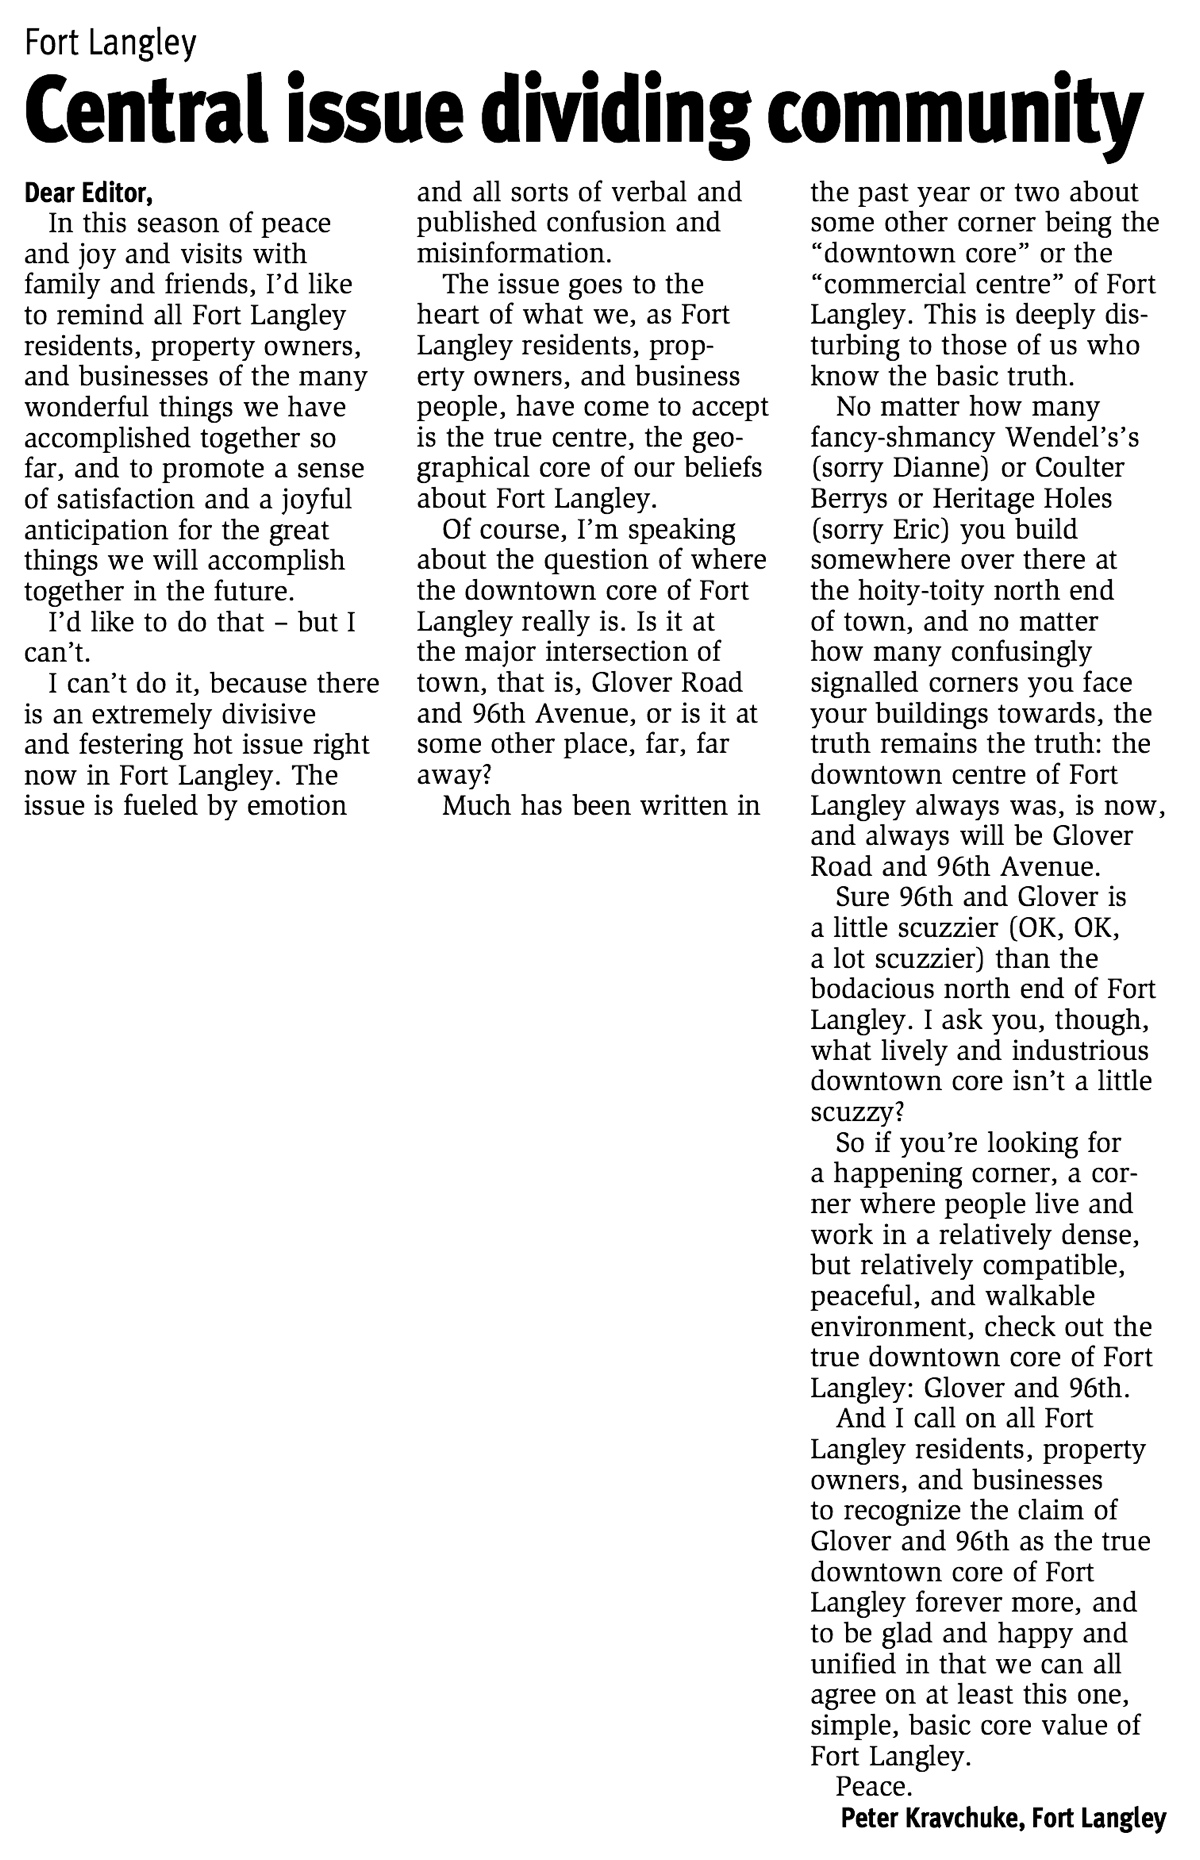 Fort Langley
Central issue dividing community
Dear Editor,
In this season of peace
and joy and visits with
family and friends, I’d like
to remind all Fort Langley
residents, property owners,
and businesses of the many
wonderful things we have
accomplished together so
far, and to promote a sense
of satisfaction and a joyful
anticipation for the great
things we will accomplish
together in the future.
I’d like to do that – but I
can’t.
I can’t do it, because there
is an extremely divisive
and festering hot issue right
now in Fort Langley. The
issue is fueled by emotion
and all sorts of verbal and
published confusion and
misinformation.
The issue goes to the
heart of what we, as Fort
Langley residents, prop-
erty owners, and business
people, have come to accept
is the true centre, the geo-
graphical core of our beliefs
about Fort Langley.
Of course, I’m speaking
about the question of where
the downtown core of Fort
Langley really is. Is it at
the major intersection of
town, that is, Glover Road
and 96th Avenue, or is it at
some other place, far, far
away?
Much has been written in
the past year or two about
some other corner being the
“downtown core” or the
“commercial centre” of Fort
Langley. This is deeply dis-
turbing to those of us who
know the basic truth.
No matter how many
fancy-shmancy Wendel’s’s
(sorry Dianne) or Coulter
Berrys or Heritage Holes
(sorry Eric) you build
somewhere over there at
the hoity-toity north end
of town, and no matter
how many confusingly
signalled corners you face
your buildings towards, the
truth remains the truth: the
downtown centre of Fort
Langley always was, is now,
and always will be Glover
Road and 96th Avenue.
Sure 96th and Glover is
a little scuzzier (OK, OK,
a lot scuzzier) than the
bodacious north end of Fort
Langley. I ask you, though,
what lively and industrious
downtown core isn’t a little
scuzzy?
So if you’re looking for
a happening corner, a cor-
ner where people live and
work in a relatively dense,
but relatively compatible,
peaceful, and walkable
environment, check out the
true downtown core of Fort
Langley: Glover and 96th.
And I call on all Fort
Langley residents, property
owners, and businesses
to recognize the claim of
Glover and 96th as the true
downtown core of Fort
Langley forever more, and
to be glad and happy and
unified in that we can all
agree on at least this one,
simple, basic core value of
Fort Langley.
Peace.
Peter Kravchuke, Fort Langley